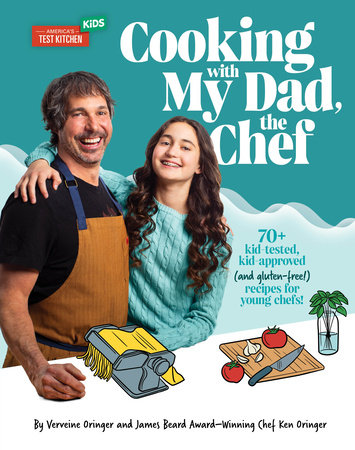 AMERICA'S
TEST KITCHEN
KiDS
Cooking
with
My Dad,
the
Chef
70+
kid-tested,
kid-approved
(and gluten-free!)
recipes for
young chefs!
By Verveine Oringer and James Beard Award–Winning Chef Ken Oringer